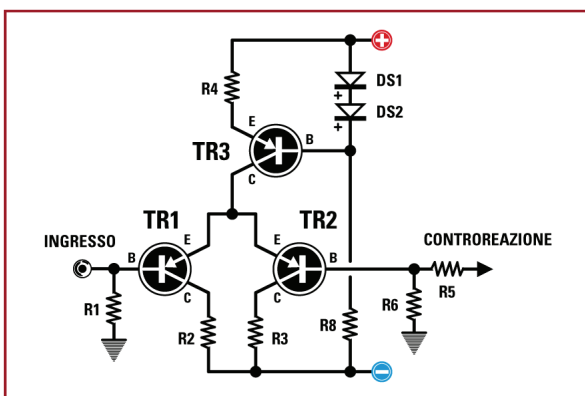 +
R4
DS1
+
DS2
+
E
TR3
B
C
TR1
TR2
INGRESSO
E
E
CONTROREAZIONE
B
B
R1
C
C
R5
R6
R2
R3
R8
−